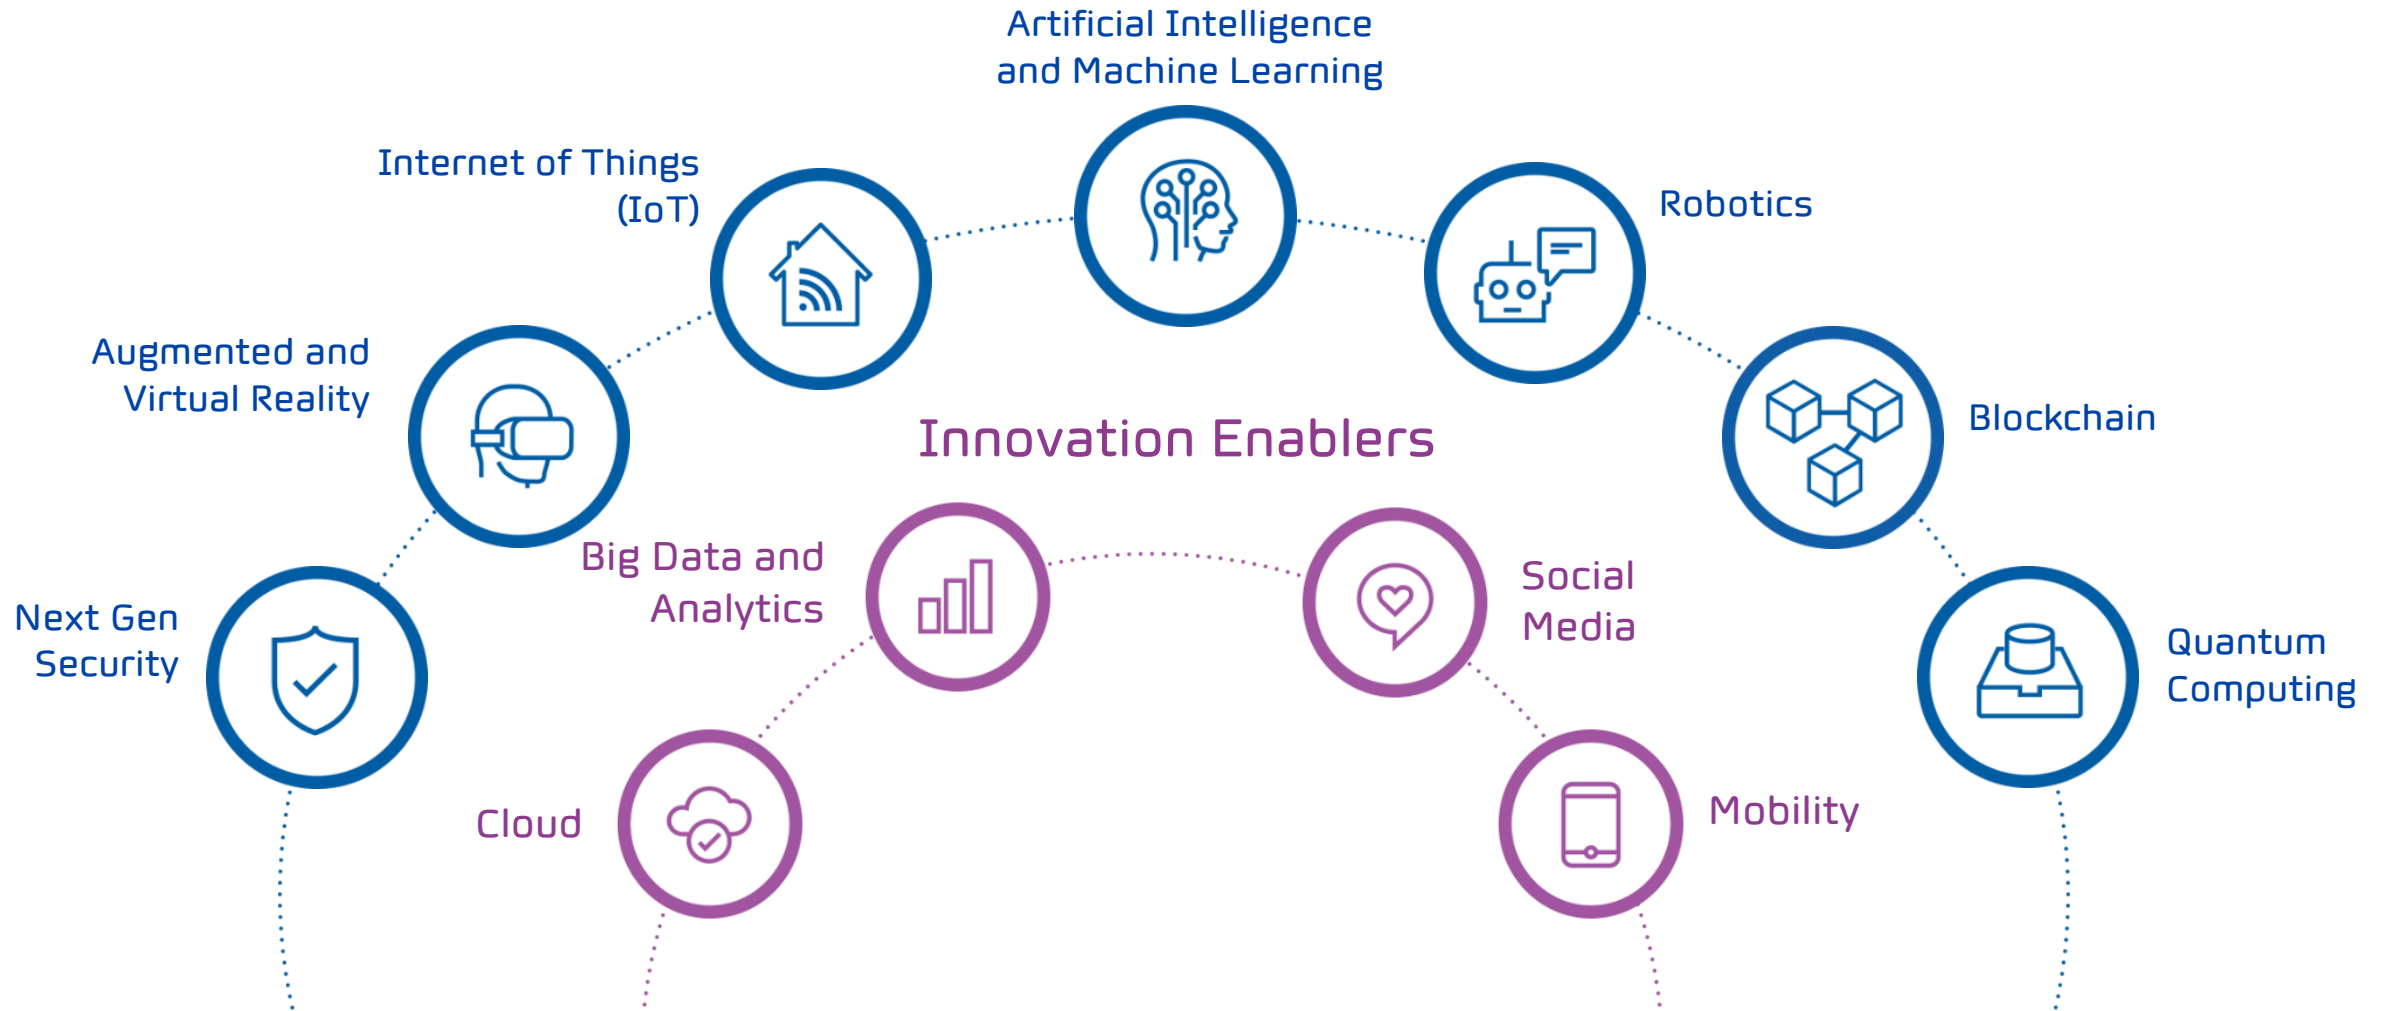 Artificial Intelligence
and Machine Learning
Internet of Things
(IoT)
Robotics
Augmented and
Virtual Reality
Blockchain
Innovation Enablers
Big Data and
Analytics
Social
Media
Next Gen
Security
Quantum
Computing
Cloud
Mobility